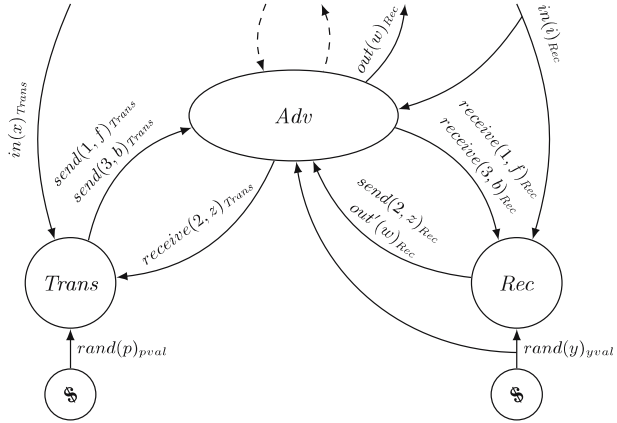 out(w)_{Rec}
in(i)_{Rec}
in(x)_{Trans}
send(1, f)_{Trans}
send(3, b)_{Trans}
Adv
receive(1, f)_{Rec}
receive(3, b)_{Rec}
receive(2, z)_{Trans}
send(2, z)_{Rec}
out'(w)_{Rec}
Trans
Rec
rand(p)_{pval}
rand(y)_{yval}
$
$